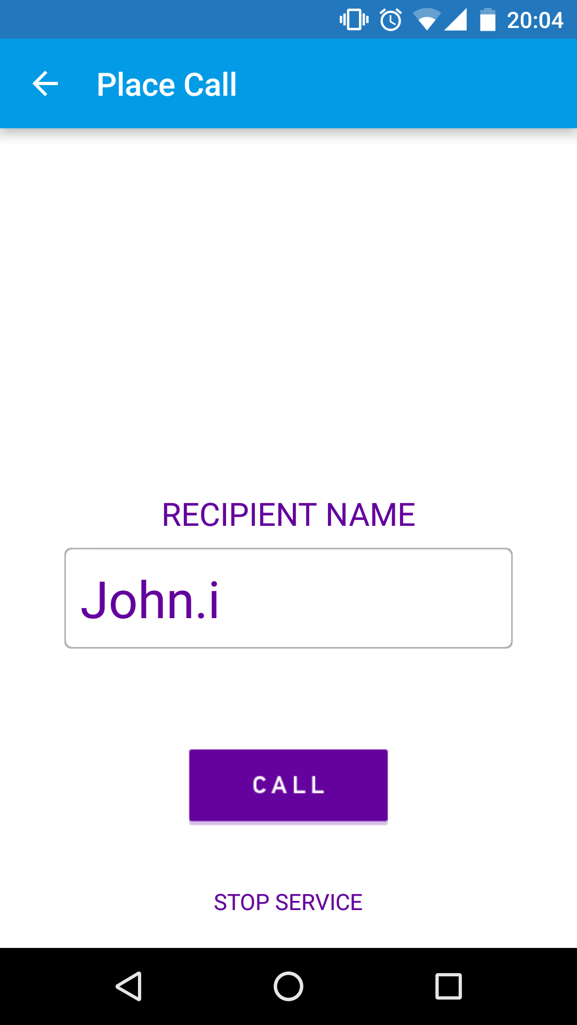 20:04
Place Call
RECIPIENT NAME
John.i
CALL
STOP SERVICE